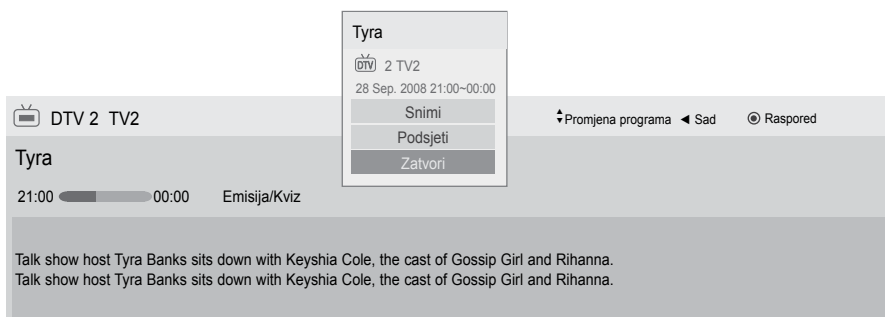 Tyra
DTV 2 TV2
28 Sep. 2008 21:00~00:00
Snimi
Podsjeti
Zatvori
DTV 2 TV2
Promjena programa ◄ Sad ◉ Raspored
Tyra
21:00 00:00 Emisija/Kviz
Talk show host Tyra Banks sits down with Keyshia Cole, the cast of Gossip Girl and Rihanna.
Talk show host Tyra Banks sits down with Keyshia Cole, the cast of Gossip Girl and Rihanna.